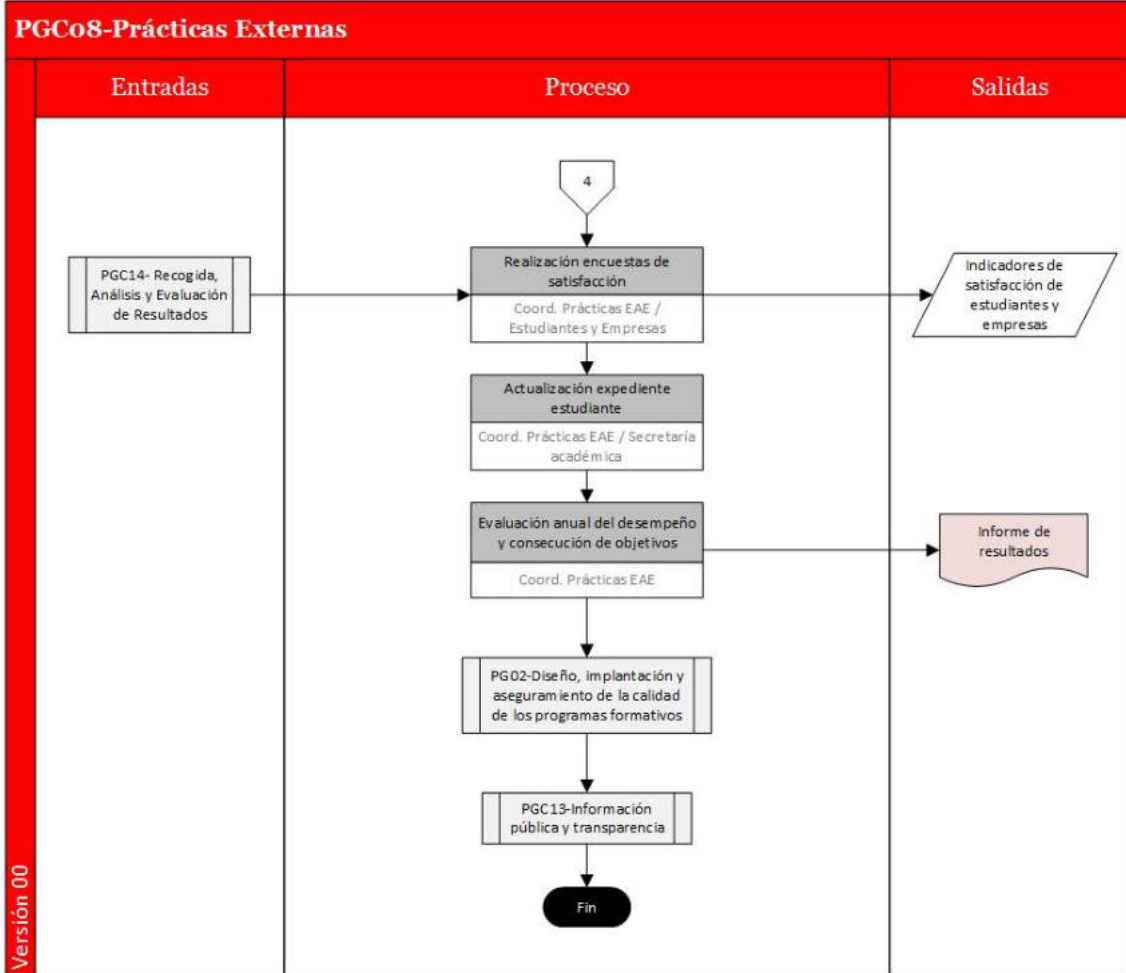 PGC08-Prácticas Externas
Entradas
Proceso
Salidas
4
PGC14- Recogida,
Análisis y Evaluación
de Resultados
Realización encuestas de
satisfacción
Coord. Prácticas EAE /
Estudiantes y Empresas
Indicadores de
satisfacción de
estudiantes y
empresas
Actualización expediente
estudiante
Coord. Prácticas EAE / Secretaría
académica
Evaluación anual del desempeño
y consecución de objetivos
Coord. Prácticas EAE
Informe de
resultados
PG02-Diseño, implantación y
aseguramiento de la calidad
de los programas formativos
PGC13-Información
pública y transparencia
Fin
Versión 00